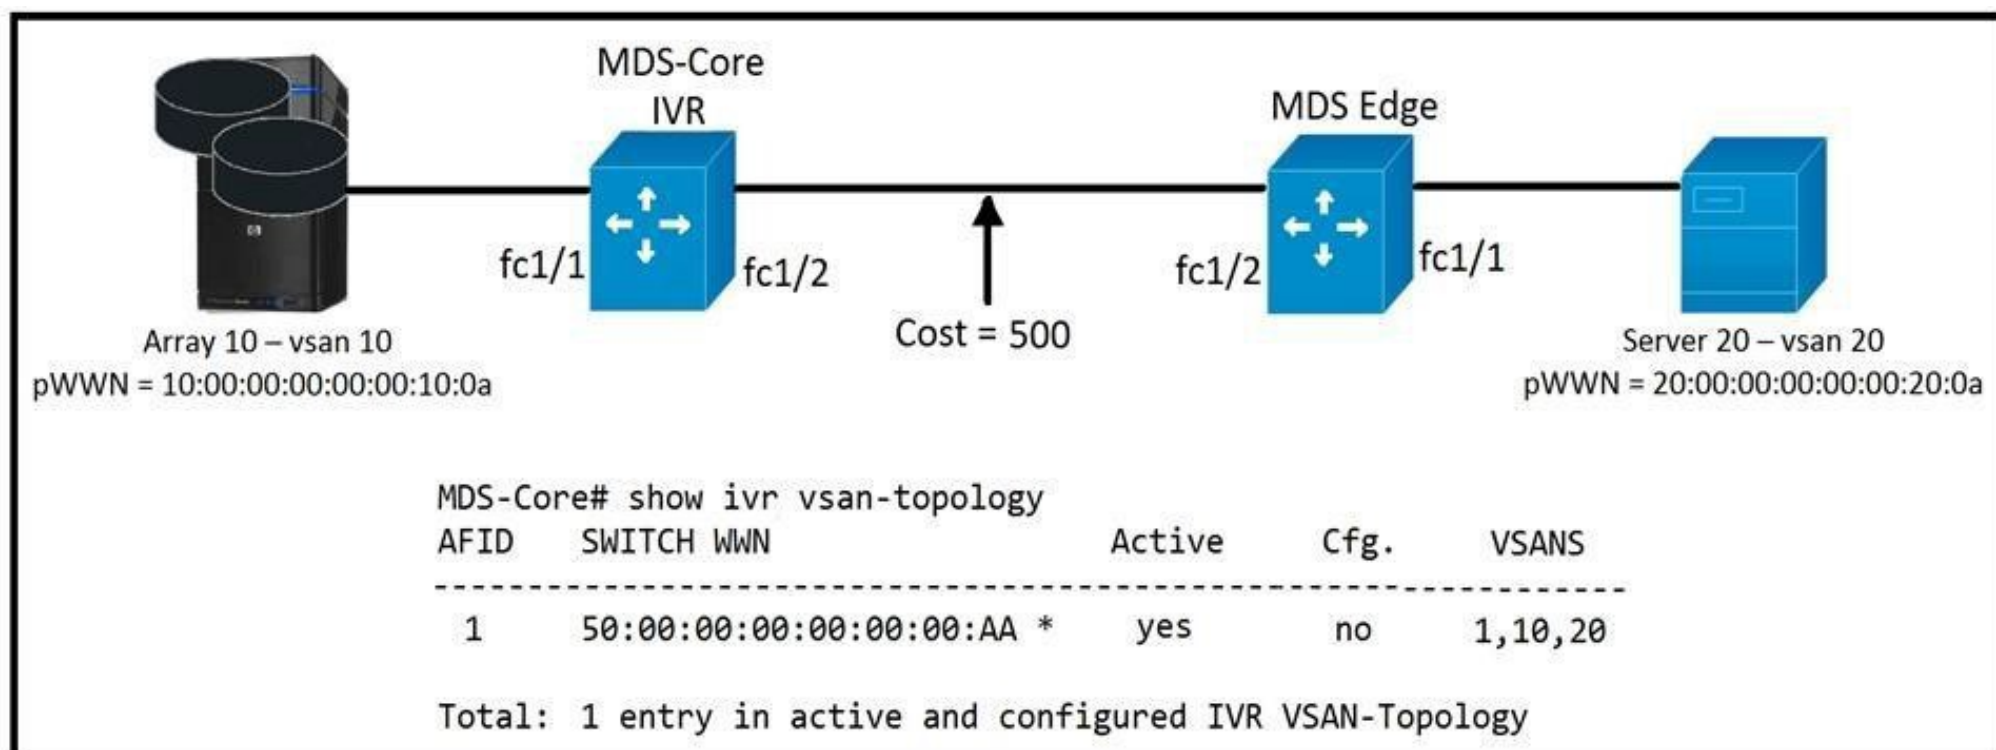 MDS-Core
IVR
MDS Edge
fc1/1
fc1/2
fc1/2
fc1/1
Cost = 500
Array 10 – vsan 10
pWWN = 10:00:00:00:00:00:10:0a
Server 20 – vsan 20
pWWN = 20:00:00:00:00:00:20:0a
MDS-Core# show ivr vsan-topology
AFID SWITCH WWN Active Cfg. VSANS
--------------------------------------------------------------------
1 50:00:00:00:00:00:00:AA * yes no 1,10,20
Total: 1 entry in active and configured IVR VSAN-Topology